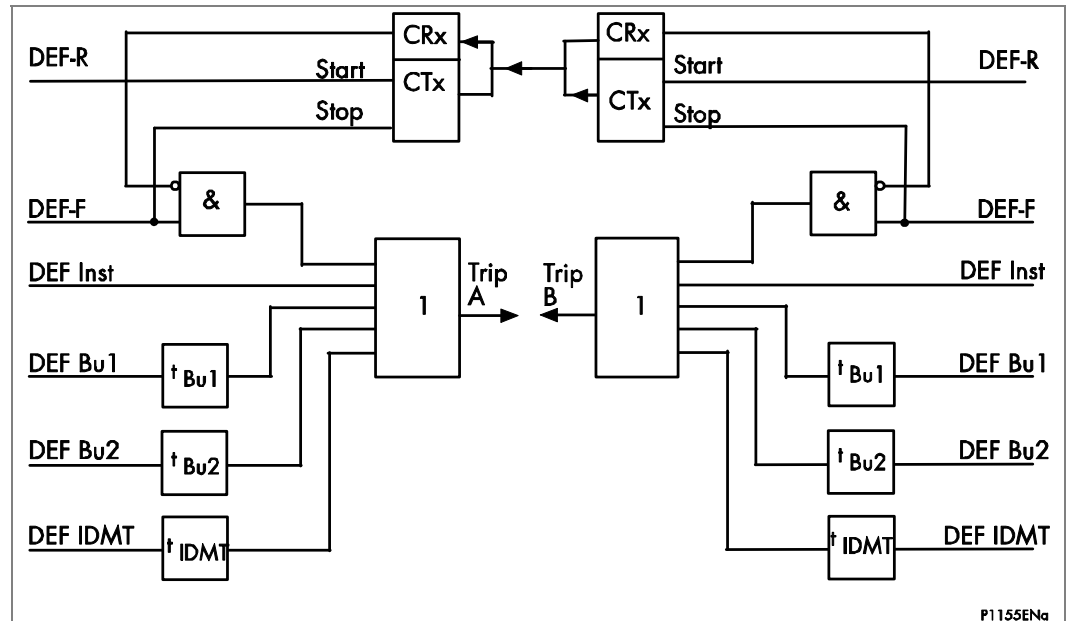 CRx CRx
DEF-R Start CTx CTx Start DEF-R
Stop Stop
& &
DEF-F DEF-F
DEF Inst Trip A Trip B DEF Inst
1 1
DEF Bu1 t Bu1 t Bu1 DEF Bu1
DEF Bu2 t Bu2 t Bu2 DEF Bu2
DEF IDMT t IDMT t IDMT DEF IDMT
P1155ENa